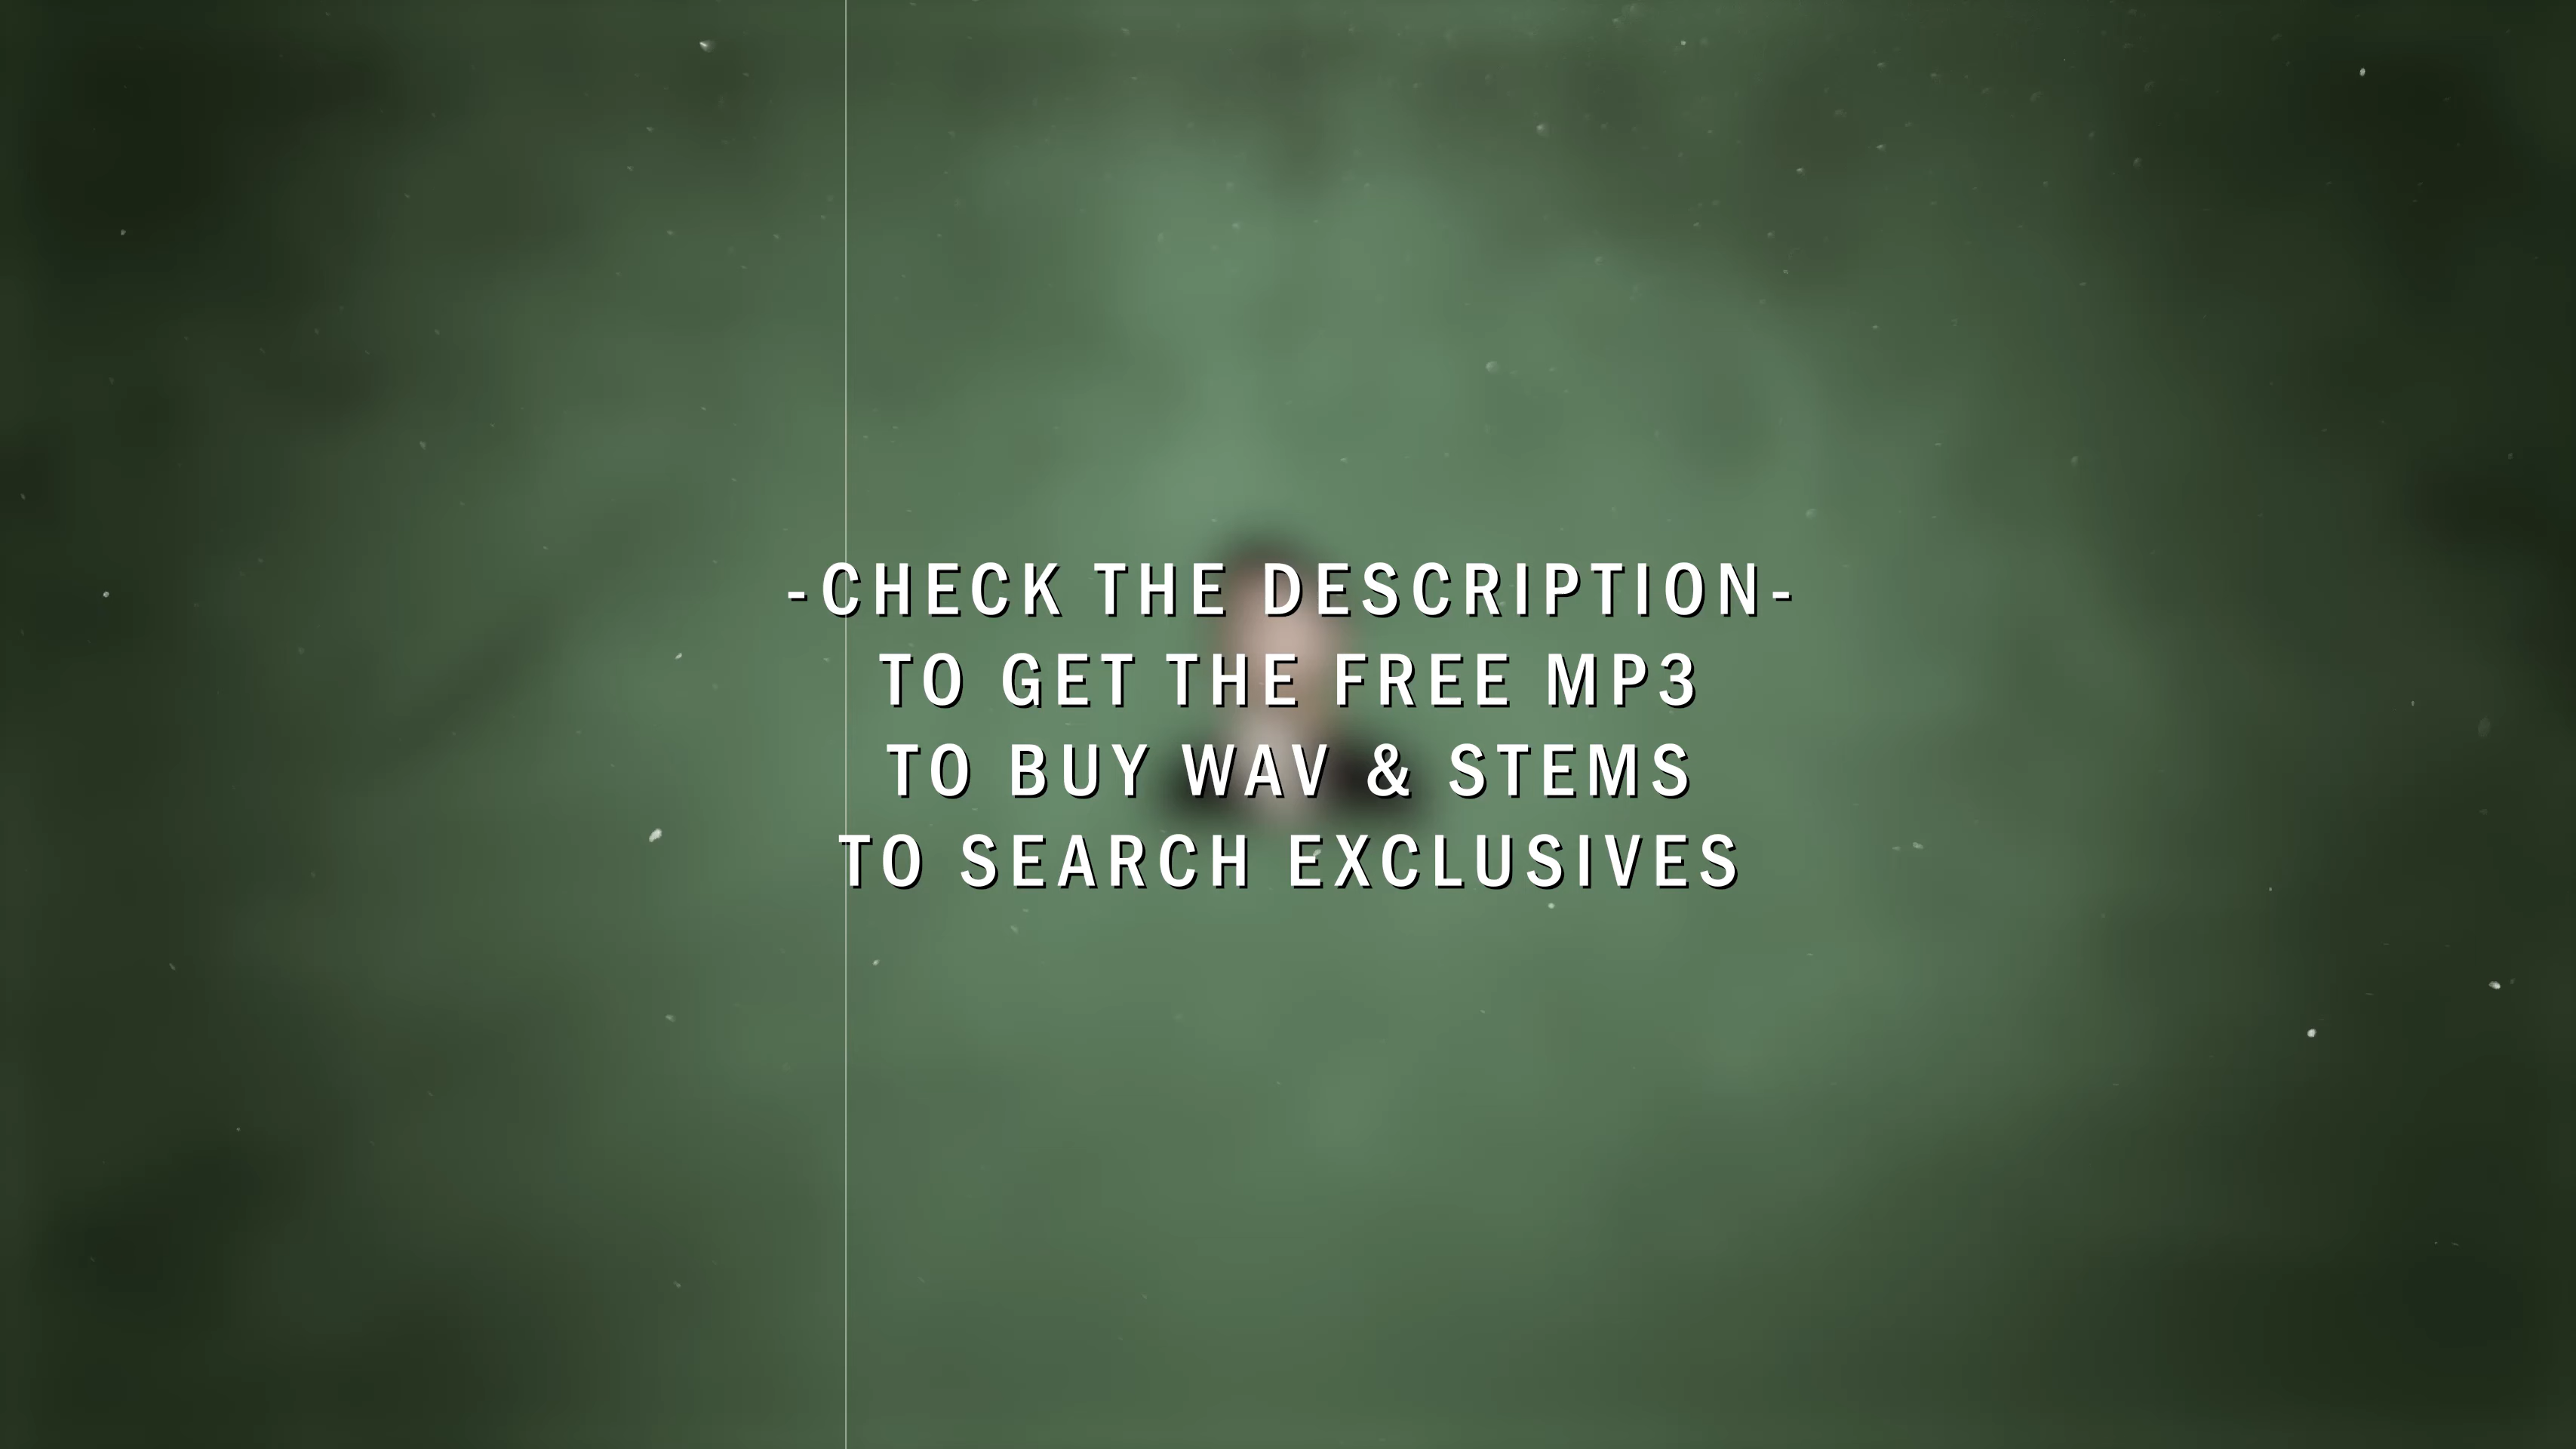 -CHECK THE DESCRIPTION-
TO GET THE FREE MP3
TO BUY WAV & STEMS
TO SEARCH EXCLUSIVES